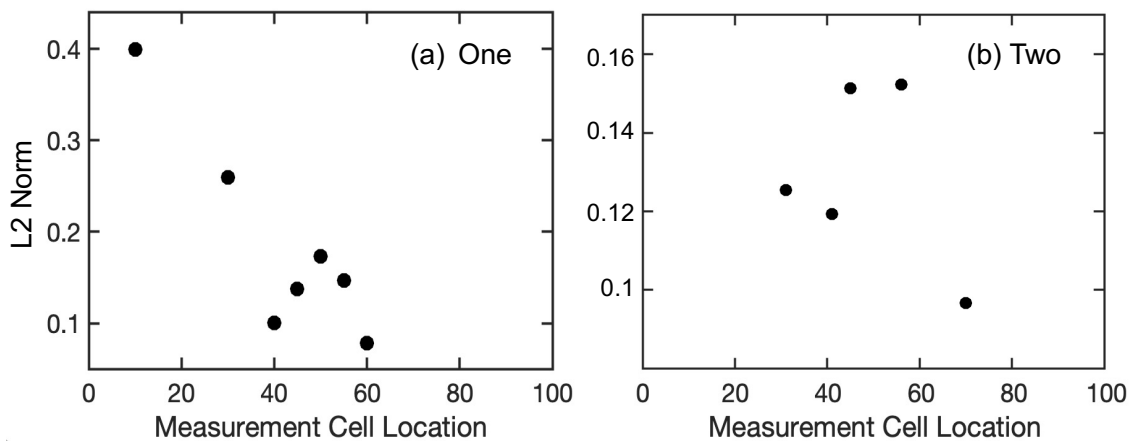 (a) One
0.4
0.3
0.2
0.1
L2 Norm
0 20 40 60 80 100
Measurement Cell Location
(b) Two
0.16
0.14
0.12
0.1
0 20 40 60 80 100
Measurement Cell Location